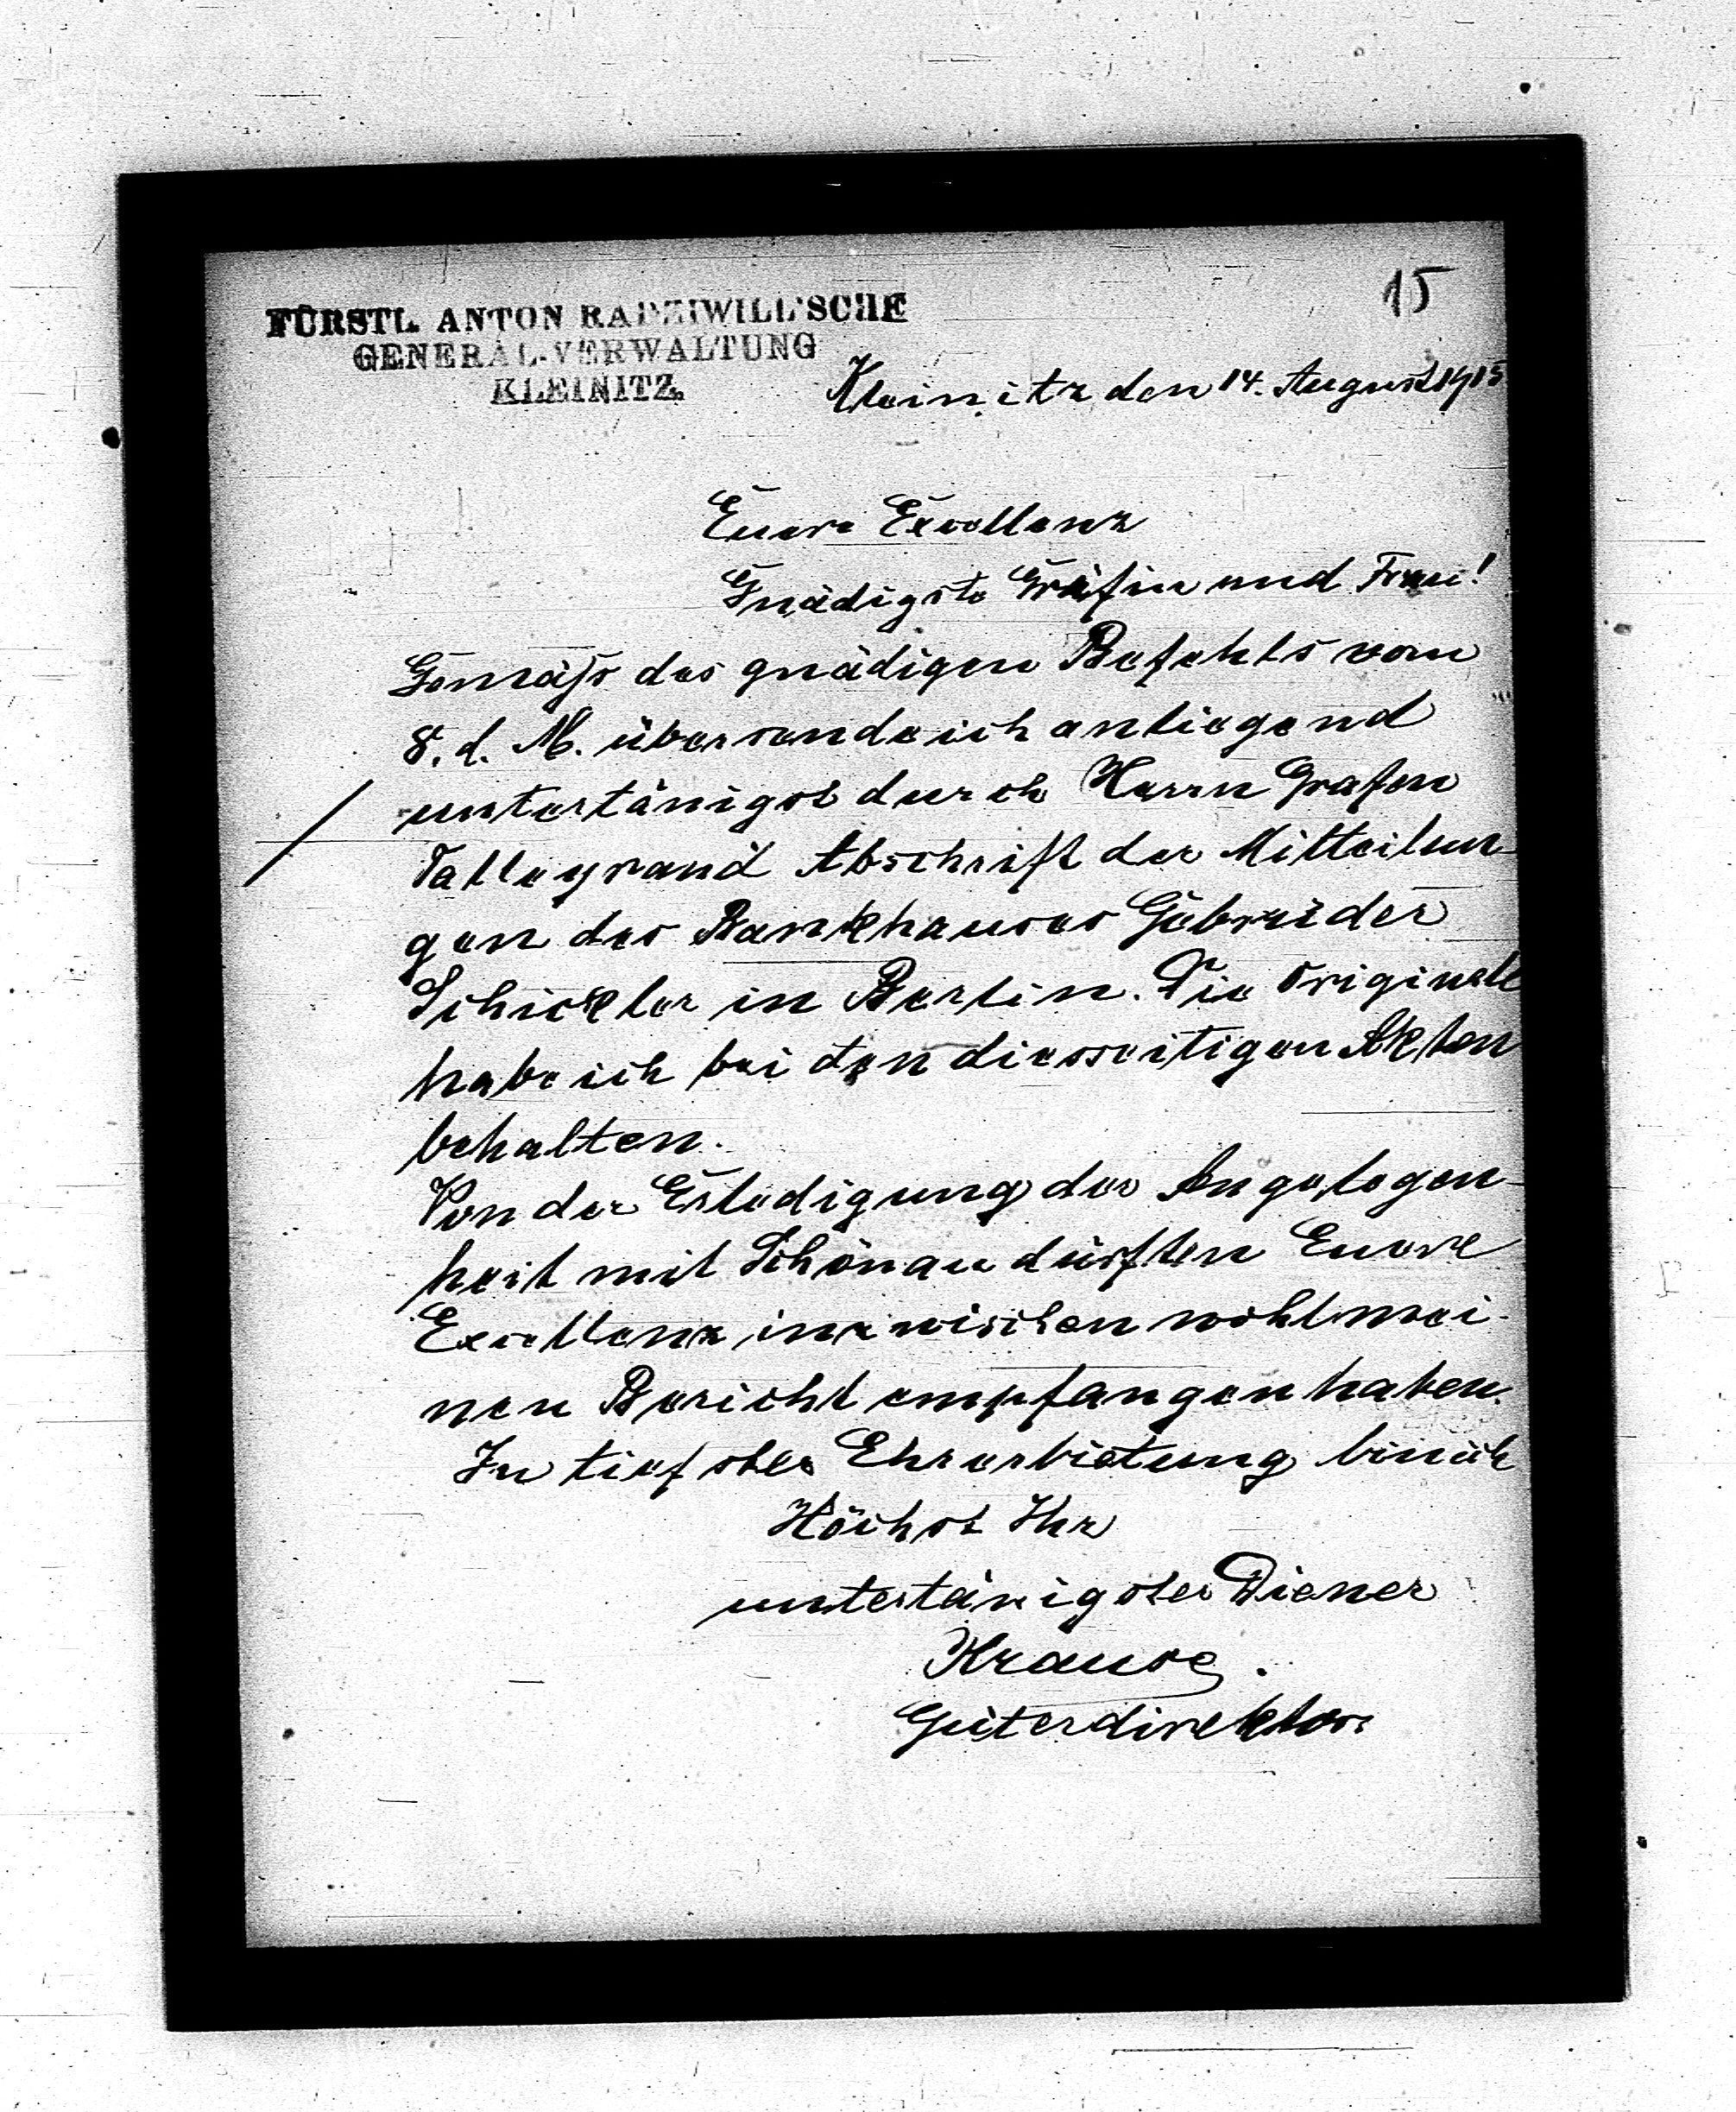 15
FÜRSTL. ANTON RADZIWILL'SCHE
GENERAL-VERWALTUNG
KLEINITZ.
Kleinitz den 14. August 1915
Euere Excellenz
Gnädigste Gräfin und Frau!
Gemäß des gnädigen Befehls vom
8. d. M. übersende ich anliegend
untertänigst durch Herrn Grafen
Talleyrand Abschrift der Mitteilun-
gen des Bankhauses Gebrüder
Schickler in Berlin. Die Originale
habe ich bei den diesseitigen Akten
behalten.
Von der Erledigung der Angelegen-
heit mit Schönau dürften Euere
Excellenz inzwischen wohl mei-
nen Bericht empfangen haben.
In tiefster Ehrerbietung bin ich
Höchst Ihr
untertänigster Diener
Krause.
Güterdirektor.